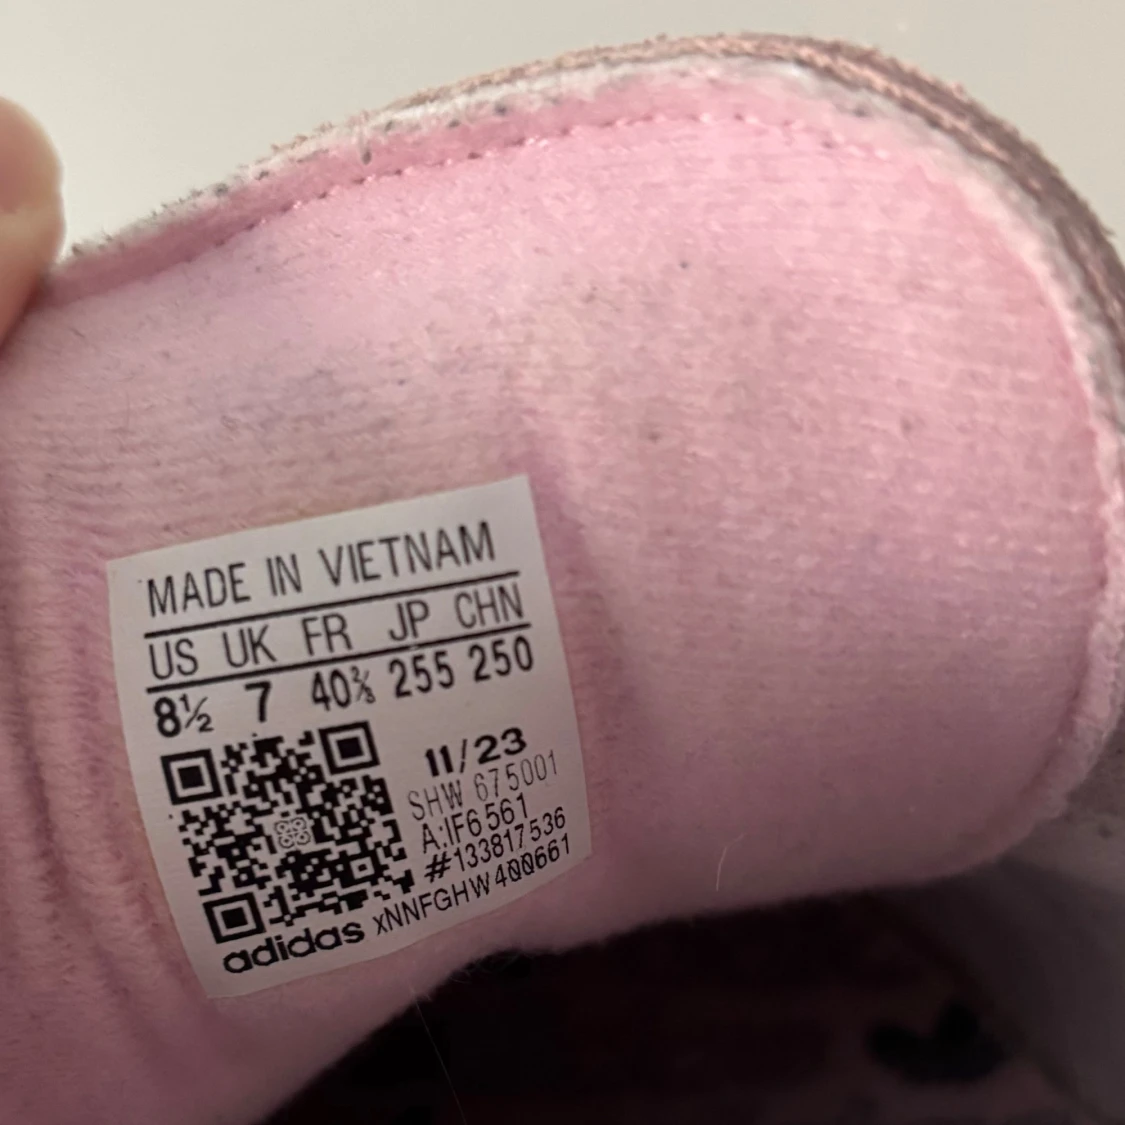 MADE IN VIETNAM
US UK FR JP CHN
8½ 7 40⅔ 255 250
11/23
SHW 675001
A:IF6561
#133817536
adidas xNNFGHW400661